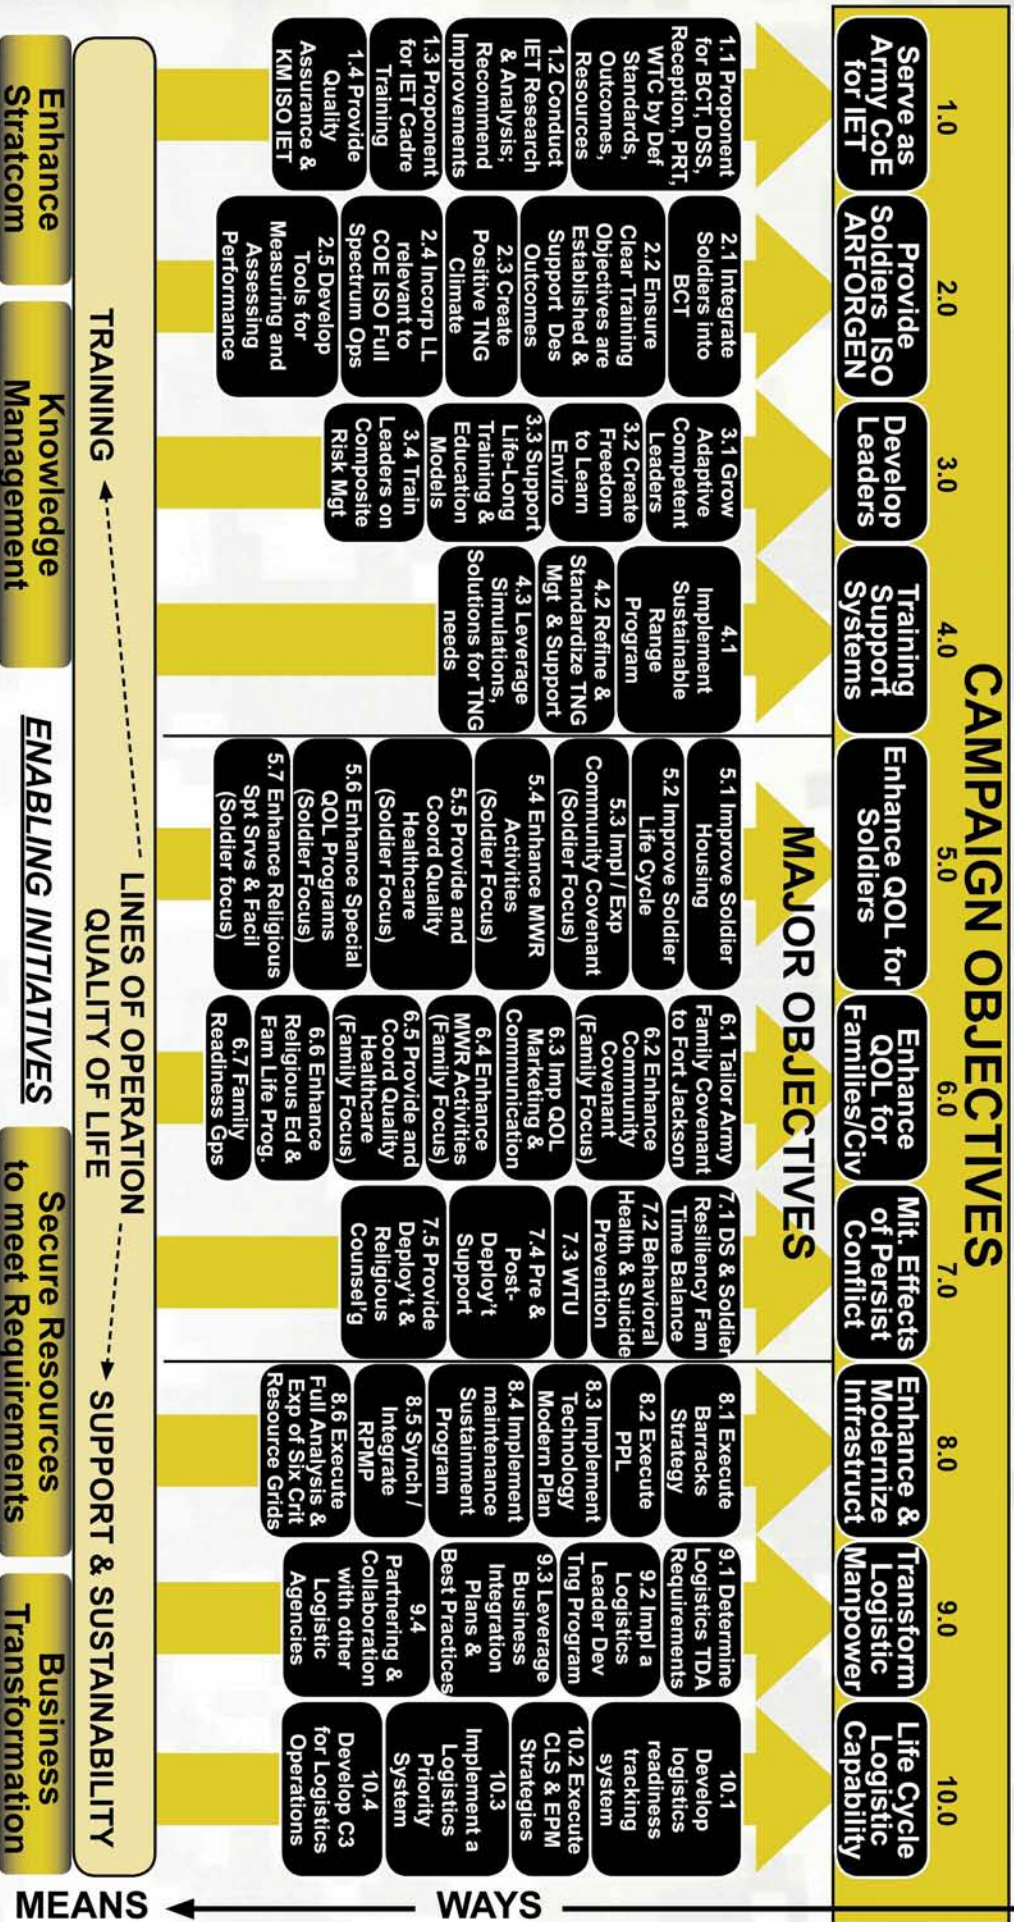 CAMPAIGN OBJECTIVES
1.0
Serve as
Army CoE
for IET
2.0
Provide
Soldiers ISO
ARFORGEN
3.0
Develop
Leaders
4.0
Training
Support
Systems
5.0
Enhance QOL for
Soldiers
6.0
Enhance
QOL for
Families/Civ
7.0
Mit. Effects
of Persist
Conflict
8.0
Enhance &
Modernize
Infrastruct
9.0
Transform
Logistic
Manpower
10.0
Life Cycle
Logistic
Capability
MAJOR OBJECTIVES
1.1 Proponent
for BCT, DSS,
Reception, PRT,
WTC by Def
Standards,
Outcomes,
Resources
1.2 Conduct
IET Research
& Analysis;
Recommend
Improvements
1.3 Proponent
for IET Cadre
Training
1.4 Provide
Quality
Assurance &
KM ISO IET
2.1 Integrate
Soldiers into
BCT
2.2 Ensure
Clear Training
Objectives are
Established &
Support Des
Outcomes
2.3 Create
Positive TNG
Climate
2.4 Incorp LL
relevant to
COE ISO Full
Spectrum Ops
2.5 Develop
Tools for
Measuring and
Assessing
Performance
3.1 Grow
Adaptive
Competent
Leaders
3.2 Create
Freedom
to Learn
Enviro
3.3 Support
Life-Long
Training &
Education
Models
3.4 Train
Leaders on
Composite
Risk Mgt
4.1
Implement
Sustainable
Range
Program
4.2 Refine &
Standardize TNG
Mgt & Support
4.3 Leverage
Simulations,
Solutions for TNG
needs
5.1 Improve Soldier
Housing
5.2 Improve Soldier
Life Cycle
5.3 Impl / Exp
Community Covenant
(Soldier Focus)
5.4 Enhance MWR
Activities
(Soldier Focus)
5.5 Provide and
Coord Quality
Healthcare
(Soldier Focus)
5.6 Enhance Special
QOL Programs
(Soldier Focus)
5.7 Enhance Religious
Spt Srvs & Facil
(Soldier focus)
6.1 Tailor Army
Family Covenant
to Fort Jackson
6.2 Enhance
Community
Covenant
(Family Focus)
6.3 Imp QOL
Marketing &
Communication
6.4 Enhance
MWR Activities
(Family Focus)
6.5 Provide and
Coord Quality
Healthcare
(Family Focus)
6.6 Enhance
Religious Ed &
Fam Life Prog.
6.7 Family
Readiness Gps
7.1 DS & Soldier
Resiliency Fam
Time Balance
7.2 Behavioral
Health & Suicide
Prevention
7.3 WTU
7.4 Pre &
Post-
Deploy't
Support
7.5 Provide
Deploy't &
Religious
Counsel'g
8.1 Execute
Barracks
Strategy
8.2 Execute
PPL
8.3 Implement
Technology
Modern Plan
8.4 Implement
maintenance
Sustainment
Program
8.5 Synch /
Integrate
RPMP
8.6 Execute
Full Analysis &
Exp of Six Crit
Resource Grids
9.1 Determine
Logistics TDA
Requirements
9.2 Impl a
Logistics
Leader Dev
Tng Program
9.3 Leverage
Business
Integration
Plans &
Best Practices
9.4
Partnering &
Collaboration
with other
Logistic
Agencies
10.1
Develop
logistics
readiness
tracking
system
10.2 Execute
CLS & EPM
Strategies
10.3
Implement a
Logistics
Priority
System
10.4
Develop C3
for Logistics
Operations
LINES OF OPERATION
TRAINING
QUALITY OF LIFE
SUPPORT & SUSTAINABILITY
ENABLING INITIATIVES
Enhance
Stratcom
Knowledge
Management
Secure Resources
to meet Requirements
Business
Transformation
WAYS
MEANS